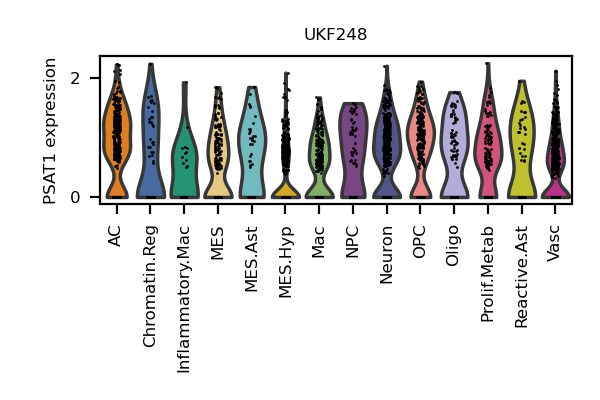 UKF248
PSAT1 expression
2
0
AC
Chromatin.Reg
Inflammatory.Mac
MES
MES.Ast
MES.Hyp
Mac
NPC
Neuron
OPC
Oligo
Prolif.Metab
Reactive.Ast
Vasc